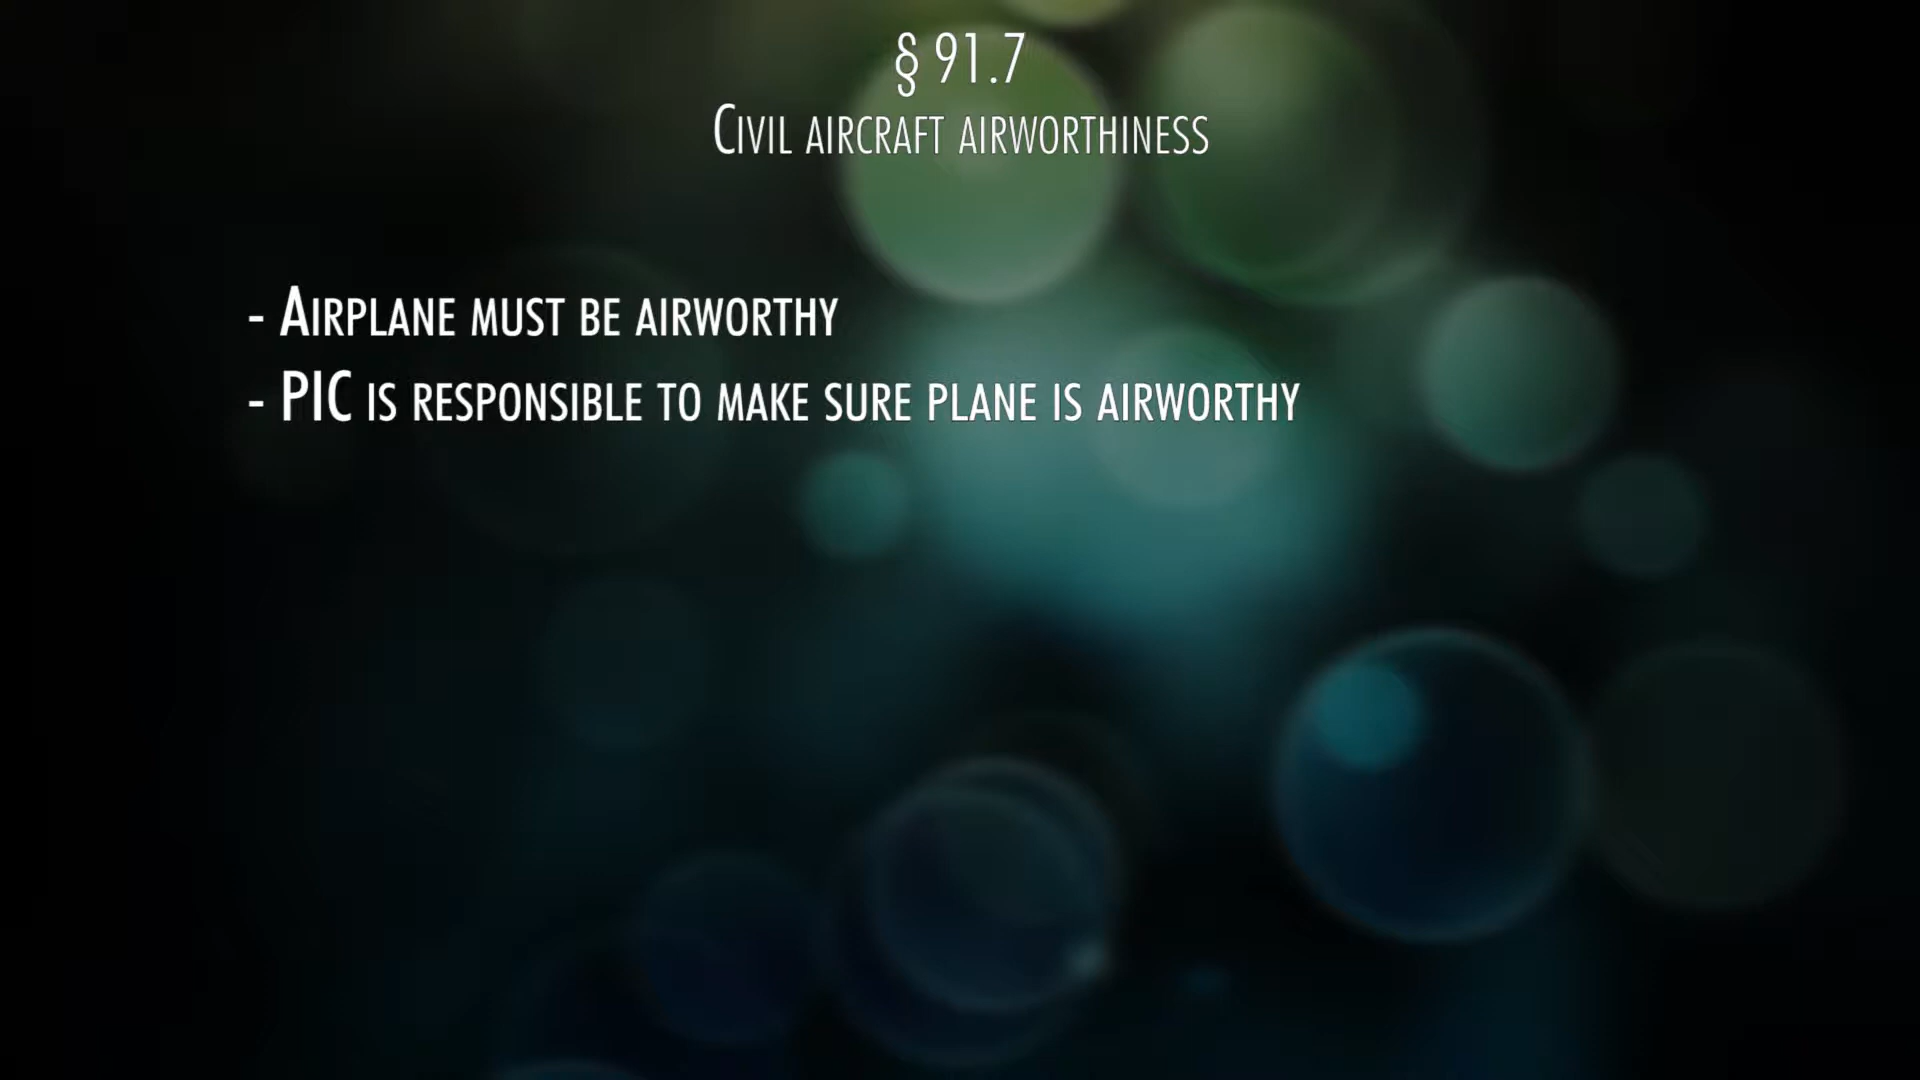 § 91.7
Civil aircraft airworthiness
- Airplane must be airworthy
- PIC is responsible to make sure plane is airworthy